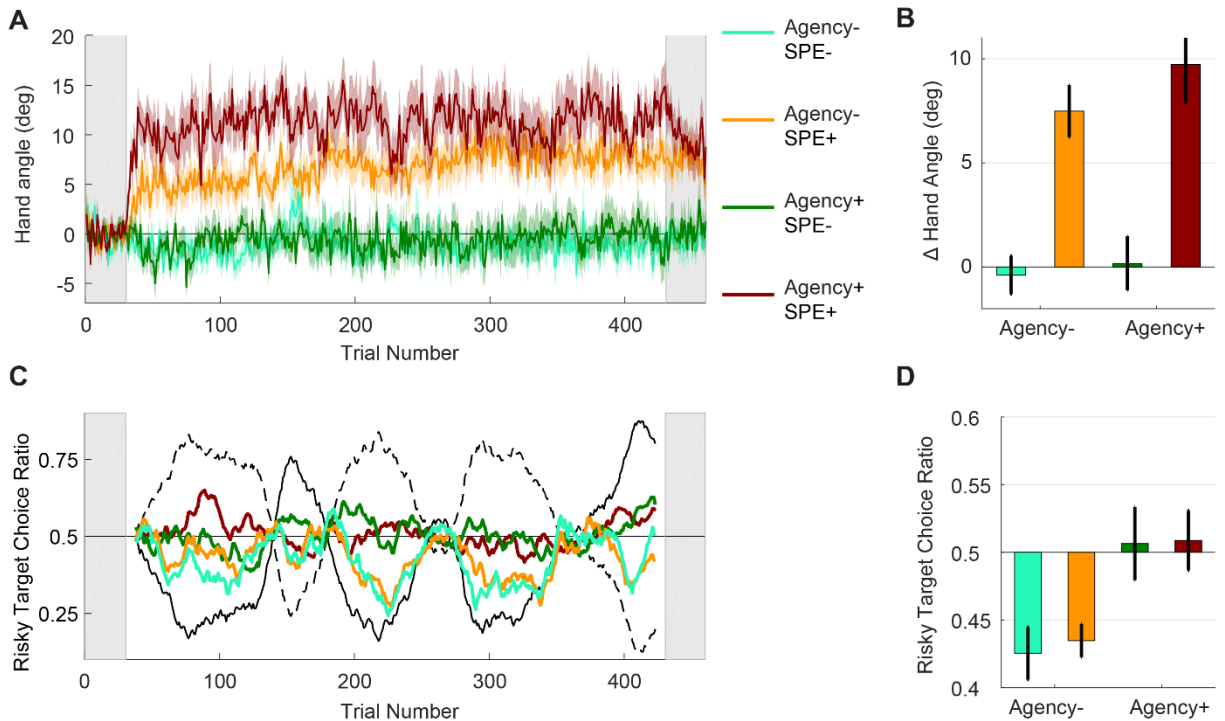 A
20
15
10
5
0
-5
Hand angle (deg)
0
100
200
300
400
Trial Number
Agency-
SPE-
Agency-
SPE+
Agency+
SPE-
Agency+
SPE+
B
10
5
0
Δ Hand Angle (deg)
Agency-
Agency+
C
0.75
0.5
0.25
Risky Target Choice Ratio
0
100
200
300
400
Trial Number
D
0.6
0.55
0.5
0.45
0.4
Risky Target Choice Ratio
Agency-
Agency+